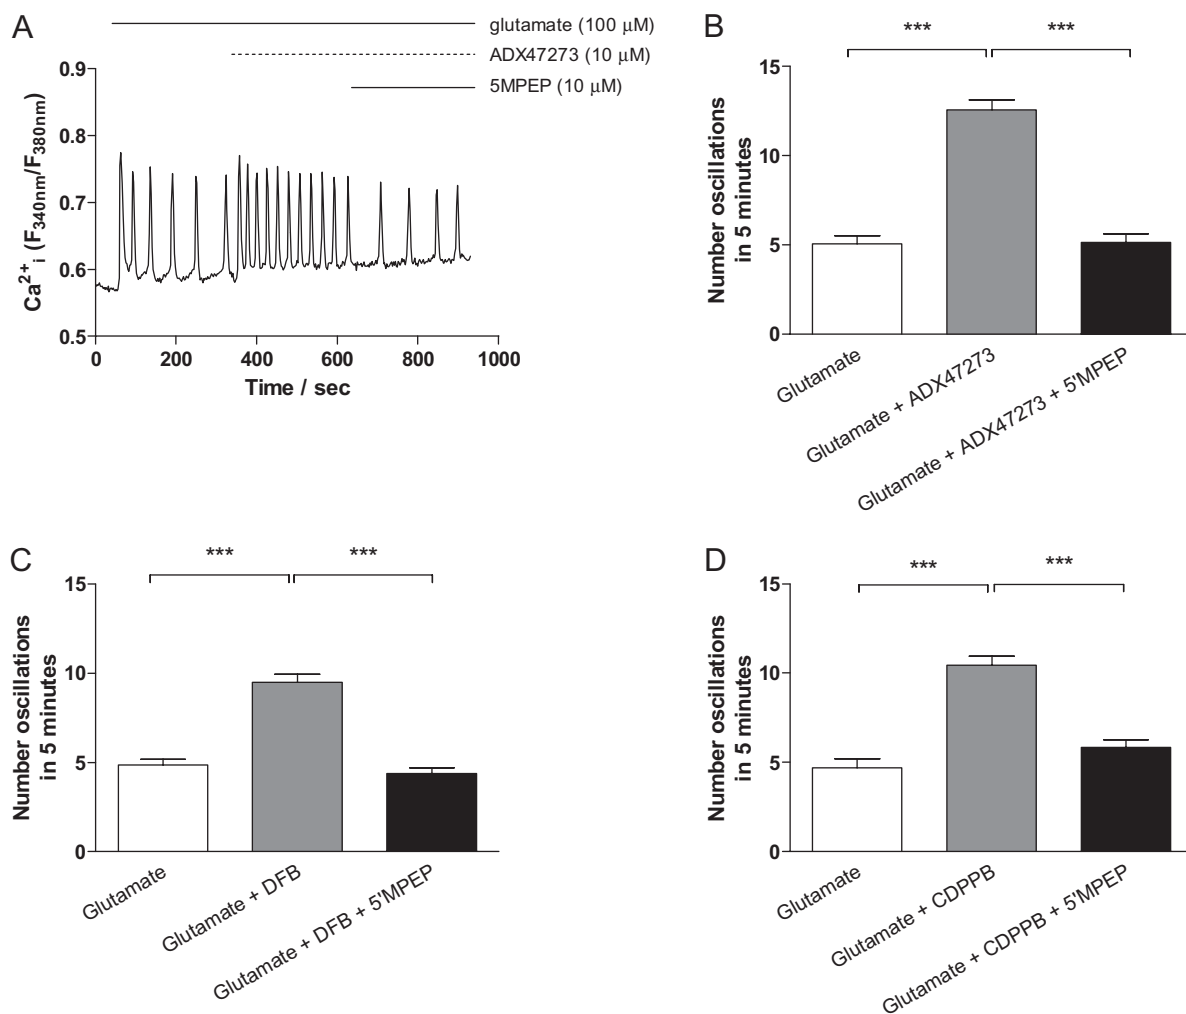 A
glutamate (100 μM)
ADX47273 (10 μM)
5MPEP (10 μM)
Ca²⁺ᵢ (F₃₄₀ₙₘ/F₃₈₀ₙₘ)
0.9
0.8
0.7
0.6
0.5
0 200 400 600 800 1000
Time / sec
B
*** ***
Number oscillations
in 5 minutes
15
10
5
0
Glutamate
Glutamate + ADX47273
Glutamate + ADX47273 + 5'MPEP
C
*** ***
Number oscillations
in 5 minutes
15
10
5
0
Glutamate
Glutamate + DFB
Glutamate + DFB + 5'MPEP
D
*** ***
Number oscillations
in 5 minutes
15
10
5
0
Glutamate
Glutamate + CDPPB
Glutamate + CDPPB + 5'MPEP